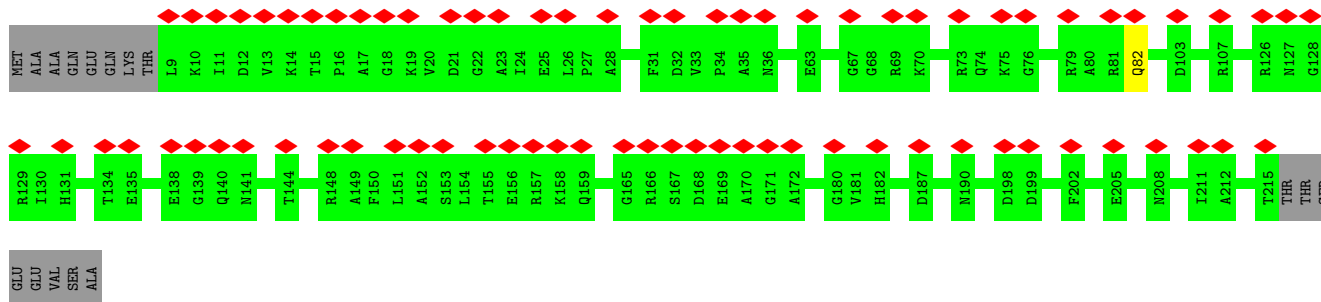 MET ALA ALA GLN GLU GLN LYS THR L9 K10 I11 D12 V13 K14 T15 P16 A17 G18 K19 V20 D21 G22 A23 I24 E25 L26 P27 A28 F31 D32 V33 P34 A35 N36 E63 G67 G68 R69 K70 R73 Q74 K75 G76 R79 A80 R81 Q82 D103 R107 R126 N127 G128
R129 I130 H131 T134 E135 E138 G139 Q140 N141 T144 R148 A149 F150 L151 A152 S153 L154 T155 E156 R157 K158 Q159 G165 R166 S167 D168 E169 A170 G171 A172 G180 V181 H182 D187 N190 D198 D199 F202 E205 N208 I211 A212 T215 THR THR
GLU GLU VAL SER ALA